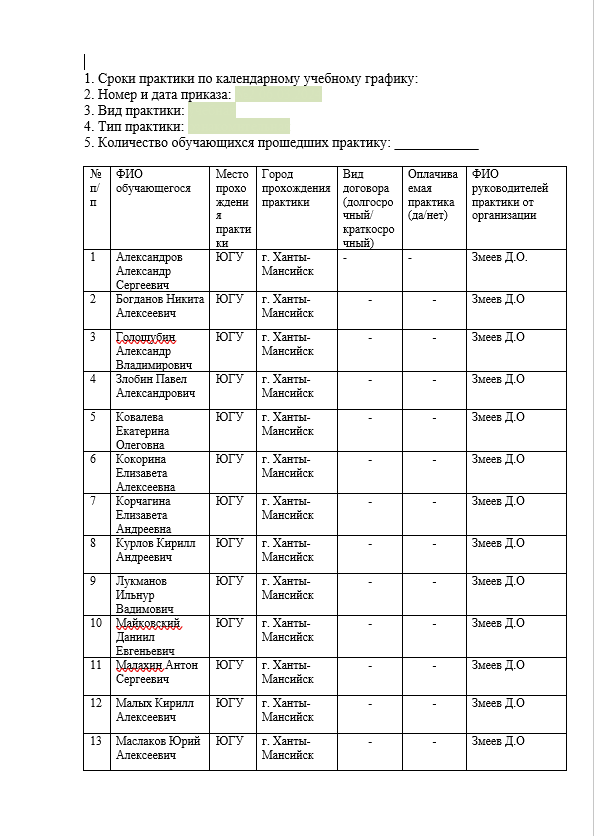 1. Сроки практики по календарному учебному графику:
2. Номер и дата приказа:
3. Вид практики:
4. Тип практики:
5. Количество обучающихся прошедших практику: ____________
№ п/п ФИО обучающегося Место прохождения практики Город прохождения практики Вид договора (долгосрочный/краткосрочный) Оплачиваемая практика (да/нет) ФИО руководителей практики от организации
1 Александров Александр Сергеевич ЮГУ г. Ханты-Мансийск - - Змеев Д.О.
2 Богданов Никита Алексеевич ЮГУ г. Ханты-Мансийск - - Змеев Д.О
3 Голошубин Александр Владимирович ЮГУ г. Ханты-Мансийск - - Змеев Д.О
4 Злобин Павел Александрович ЮГУ г. Ханты-Мансийск - - Змеев Д.О
5 Ковалева Екатерина Олеговна ЮГУ г. Ханты-Мансийск - - Змеев Д.О
6 Кокорина Елизавета Алексеевна ЮГУ г. Ханты-Мансийск - - Змеев Д.О
7 Корчагина Елизавета Андреевна ЮГУ г. Ханты-Мансийск - - Змеев Д.О
8 Курлов Кирилл Андреевич ЮГУ г. Ханты-Мансийск - - Змеев Д.О
9 Лукманов Ильнур Вадимович ЮГУ г. Ханты-Мансийск - - Змеев Д.О
10 Майковский Даниил Евгеньевич ЮГУ г. Ханты-Мансийск - - Змеев Д.О
11 Малахин Антон Сергеевич ЮГУ г. Ханты-Мансийск - - Змеев Д.О
12 Малых Кирилл Алексеевич ЮГУ г. Ханты-Мансийск - - Змеев Д.О
13 Маслаков Юрий Алексеевич ЮГУ г. Ханты-Мансийск - - Змеев Д.О